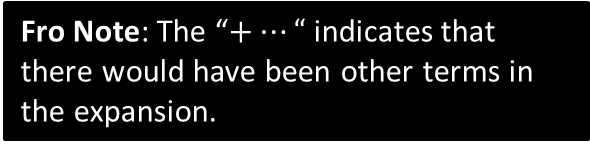 Fro Note: The “+ ⋯ “ indicates that
there would have been other terms in
the expansion.